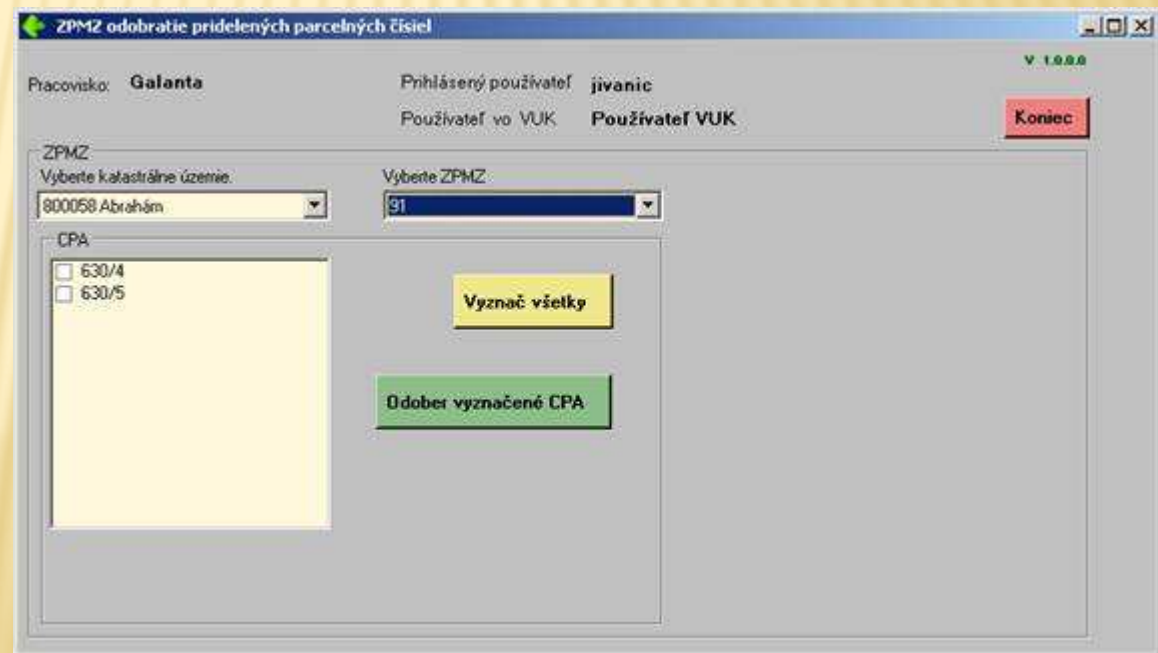 ZPMZ odobratie pridelených parcelných čísiel
V 1.0.0.0
Pracovisko: Galanta
Prihlásený používateľ jivanic
Používateľ vo VUK Používateľ VUK
Koniec
ZPMZ
Vyberte katastrálne územie.
Vyberte ZPMZ
800058 Abrahám
91
CPA
630/4
630/5
Vyznač všetky
Odober vyznačené CPA